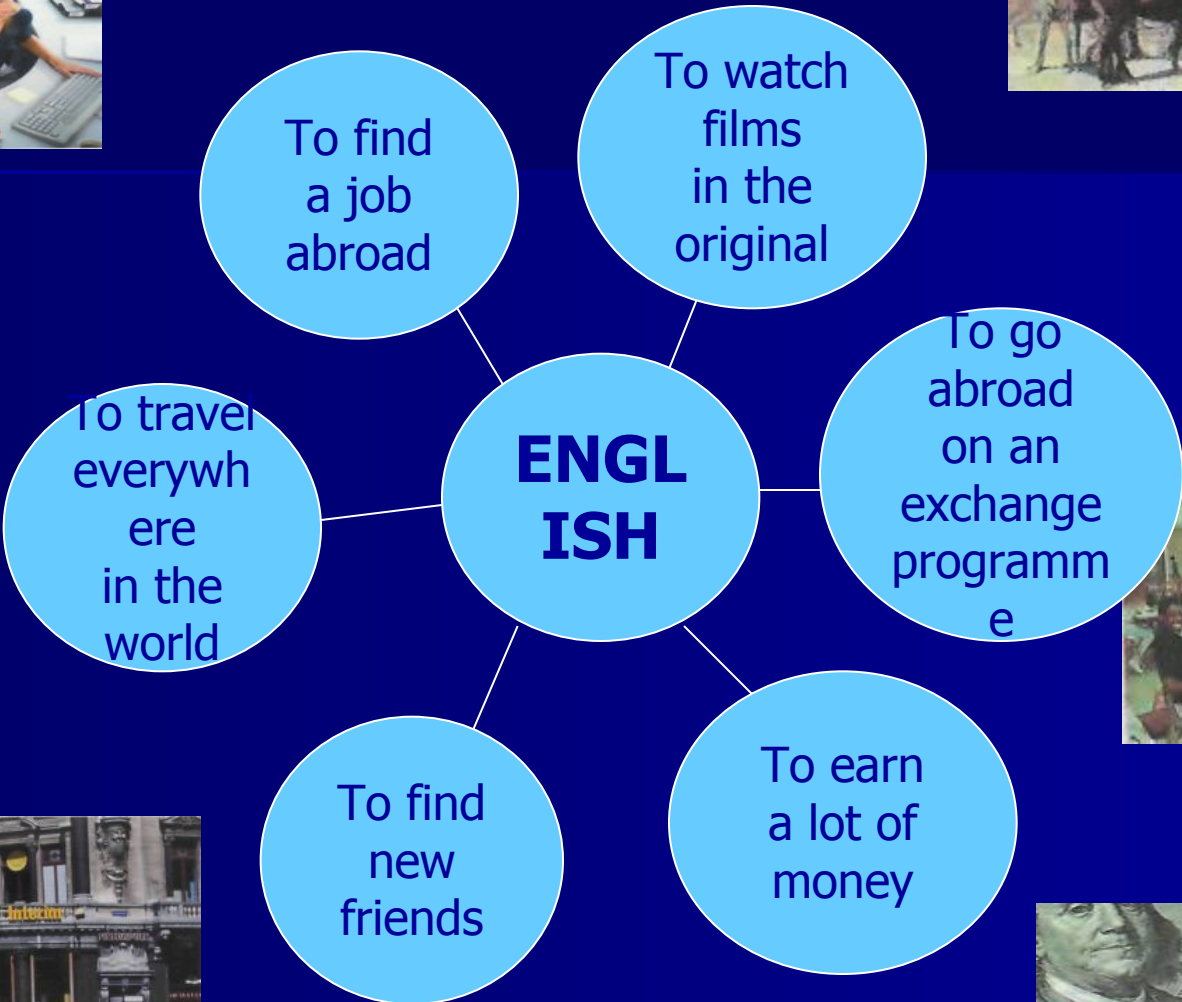 To watch
films
in the
original
To find
a job
abroad
To go
abroad
on an
exchange
programm
e
To travel
everywh
ere
in the
world
ENGL
ISH
To earn
a lot of
money
To find
new
friends
Interim